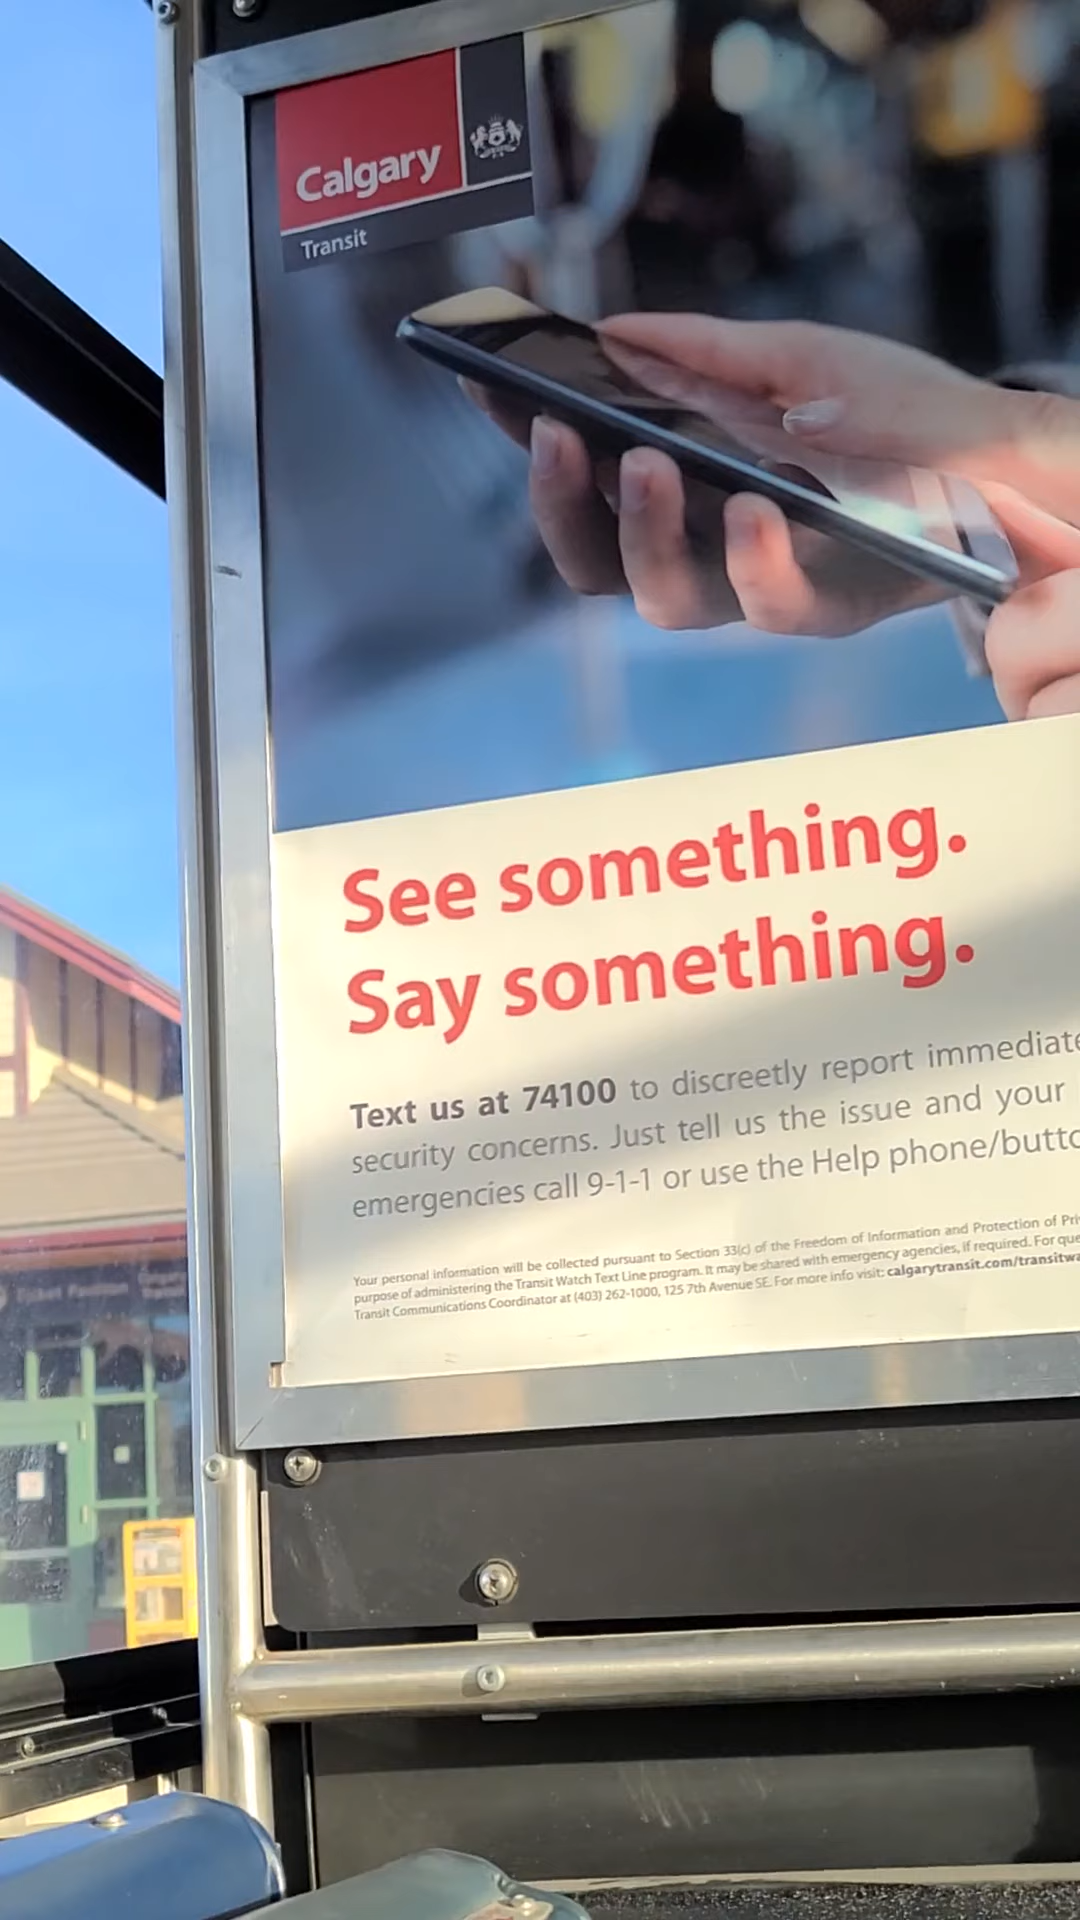 Calgary
Transit
See something.
Say something.
Text us at 74100 to discreetly report immediate
security concerns. Just tell us the issue and your
emergencies call 9-1-1 or use the Help phone/butto
Your personal information will be collected pursuant to Section 33(c) of the Freedom of Information and Protection of Pri
purpose of administering the Transit Watch Text Line program. It may be shared with emergency agencies, if required. For que
Transit Communications Coordinator at (403) 262-1000, 125 7th Avenue SE. For more info visit: calgarytransit.com/transitwa